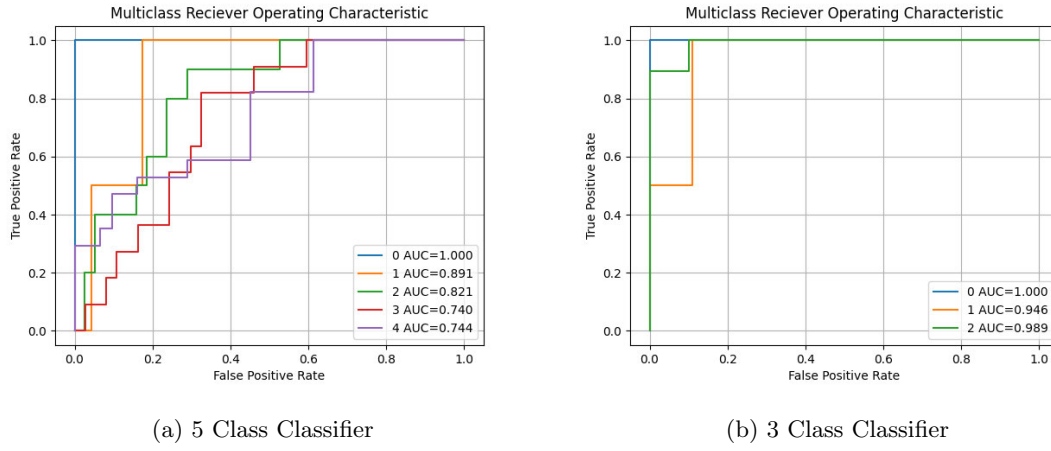 Multiclass Reciever Operating Characteristic
1.0
0.8
0.6
0.4
0.2
0.0
True Positive Rate
0 AUC=1.000
1 AUC=0.891
2 AUC=0.821
3 AUC=0.740
4 AUC=0.744
0.0 0.2 0.4 0.6 0.8 1.0
False Positive Rate
(a) 5 Class Classifier
Multiclass Reciever Operating Characteristic
1.0
0.8
0.6
0.4
0.2
0.0
True Positive Rate
0 AUC=1.000
1 AUC=0.946
2 AUC=0.989
0.0 0.2 0.4 0.6 0.8 1.0
False Positive Rate
(b) 3 Class Classifier